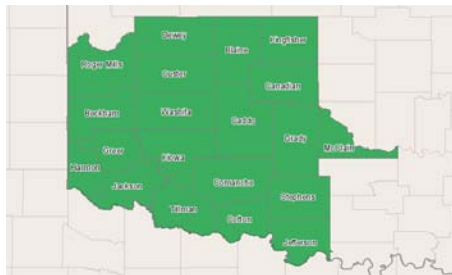 Dewey
Blaine
Kingfisher
Roger Mills
Custer
Canadian
Beckham
Washita
Caddo
Grady
McClain
Greer
Harmon
Kiowa
Jackson
Comanche
Stephens
Tillman
Cotton
Jefferson